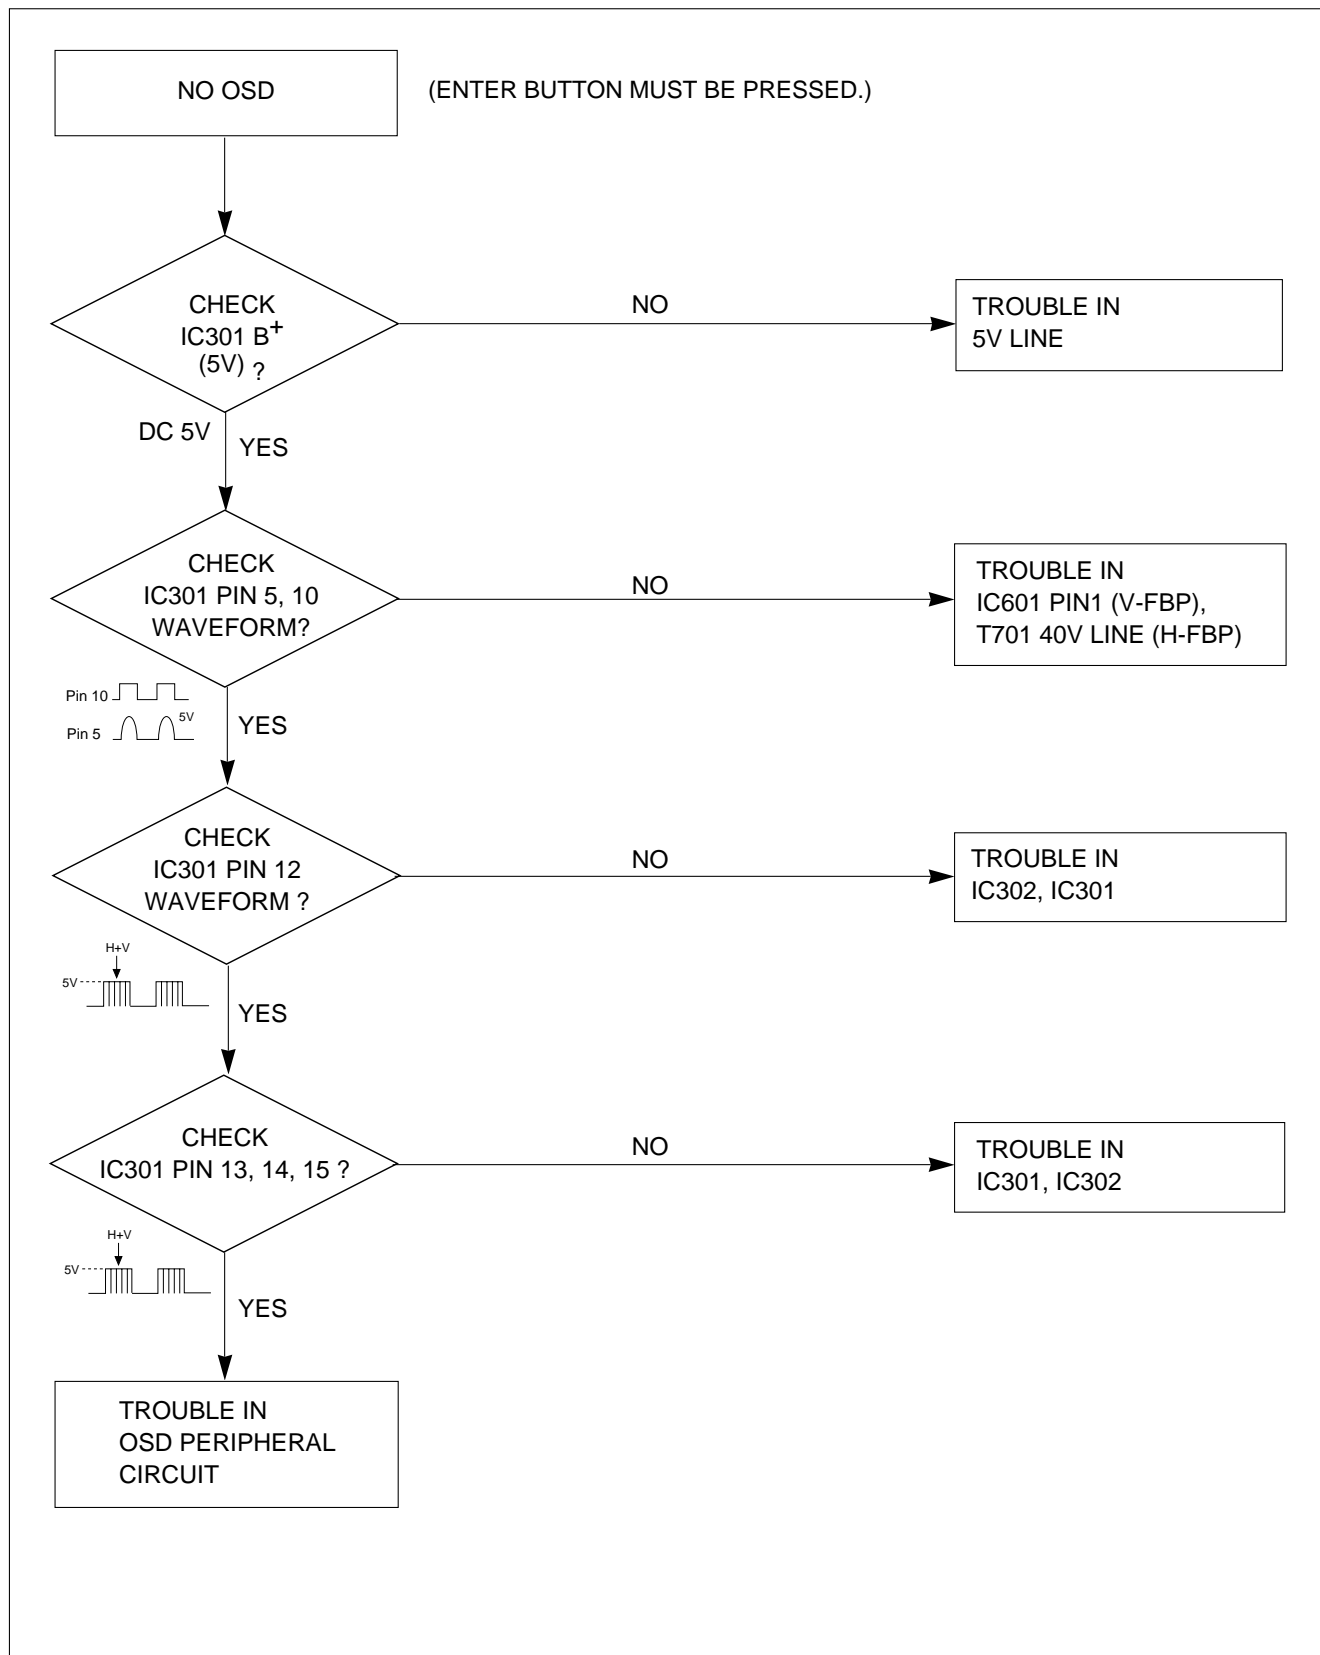 NO OSD
(ENTER BUTTON MUST BE PRESSED.)
CHECK
IC301 B+
(5V) ?
NO
TROUBLE IN
5V LINE
DC 5V
YES
CHECK
IC301 PIN 5, 10
WAVEFORM?
NO
TROUBLE IN
IC601 PIN1 (V-FBP),
T701 40V LINE (H-FBP)
Pin 10
5V
Pin 5
YES
CHECK
IC301 PIN 12
WAVEFORM ?
NO
TROUBLE IN
IC302, IC301
H+V
5V
YES
CHECK
IC301 PIN 13, 14, 15 ?
NO
TROUBLE IN
IC301, IC302
H+V
5V
YES
TROUBLE IN
OSD PERIPHERAL
CIRCUIT